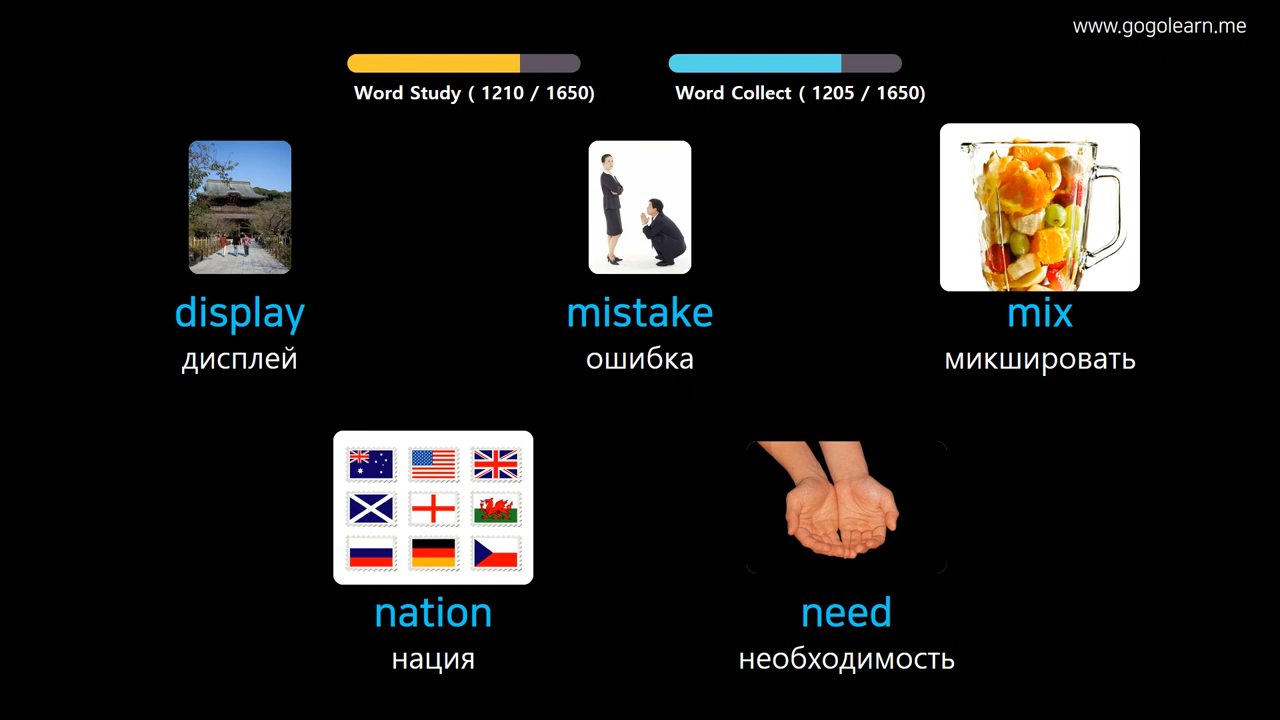 www.gogolearn.me
Word Study ( 1210 / 1650)
Word Collect ( 1205 / 1650)
display
mistake
mix
дисплей
ошибка
микшировать
nation
need
нация
необходимость